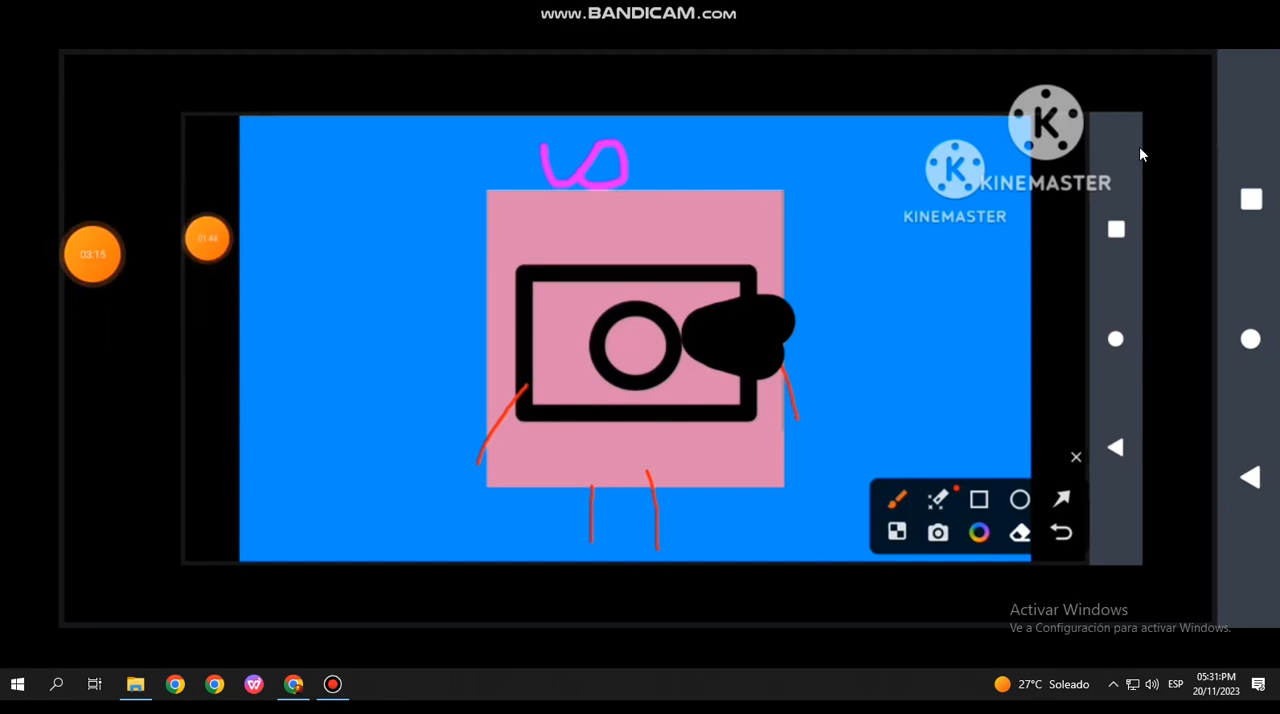 www.BANDICAM.com
K
KINEMASTER
K
KINEMASTER
03:15
01:44
Activar Windows
Ve a Configuración para activar Windows.
27°C Soleado
ESP
05:31:PM
20/11/2023